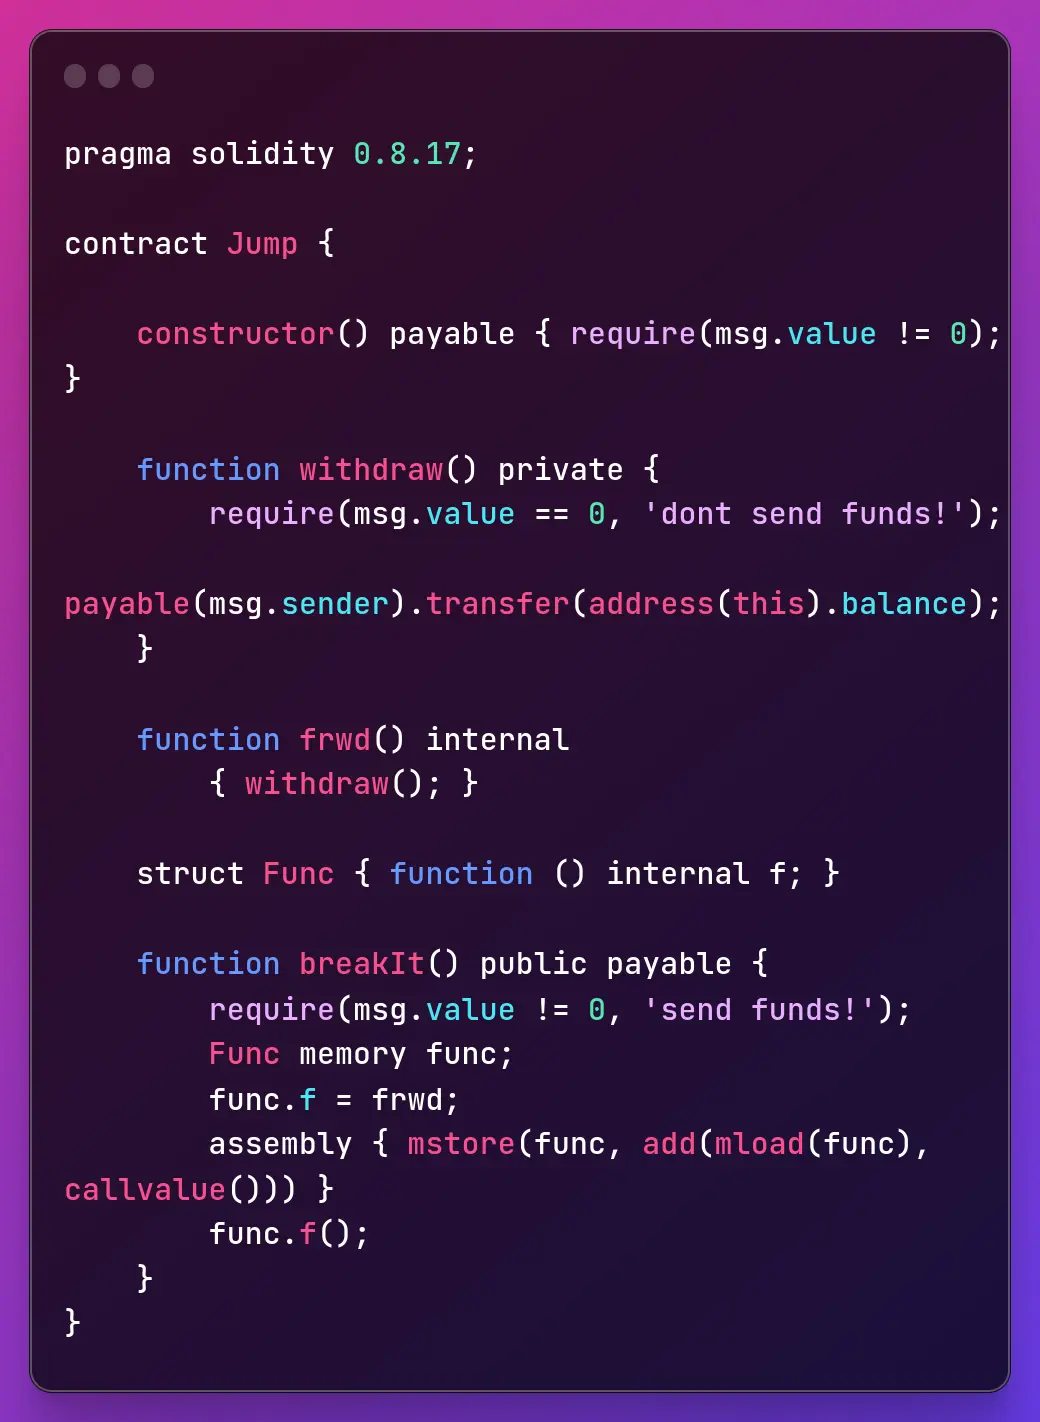 pragma solidity 0.8.17;
contract Jump {
constructor() payable { require(msg.value != 0);
}
function withdraw() private {
require(msg.value == 0, 'dont send funds!');
payable(msg.sender).transfer(address(this).balance);
}
function frwd() internal
{ withdraw(); }
struct Func { function () internal f; }
function breakIt() public payable {
require(msg.value != 0, 'send funds!');
Func memory func;
func.f = frwd;
assembly { mstore(func, add(mload(func),
callvalue())) }
func.f();
}
}